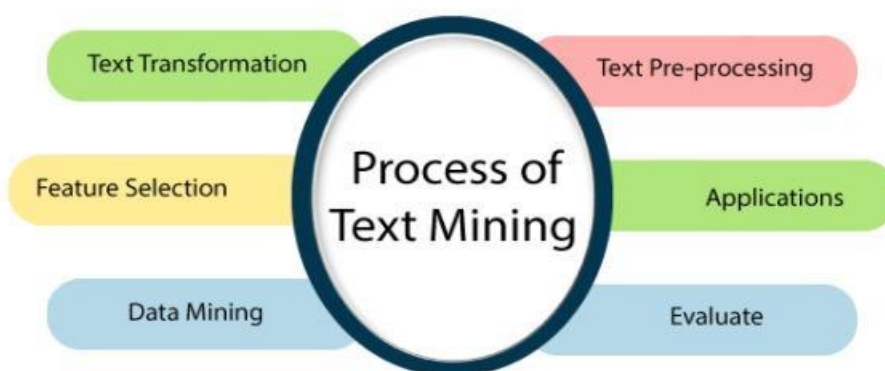 Text Transformation
Text Pre-processing
Process of
Text Mining
Feature Selection
Applications
Data Mining
Evaluate